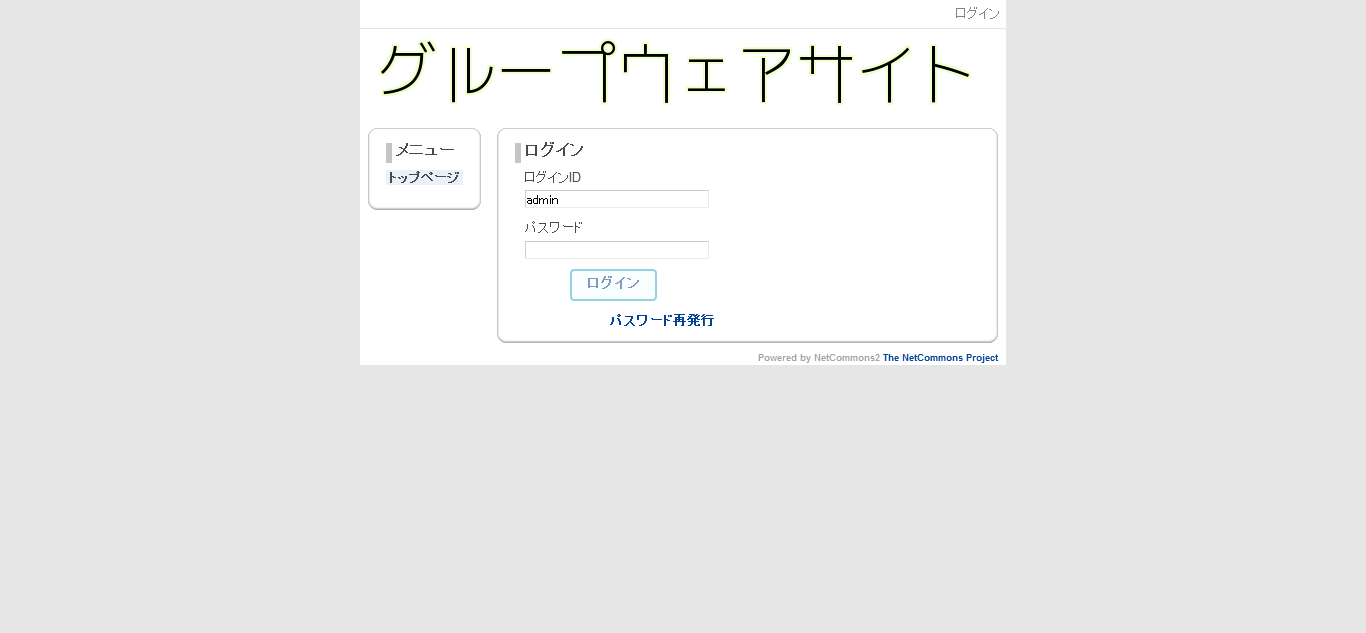 ログイン
グループウェアサイト
メニュー
トップページ
ログイン
ログインID
admin
パスワード
ログイン
パスワード再発行
Powered by NetCommons2 The NetCommons Project